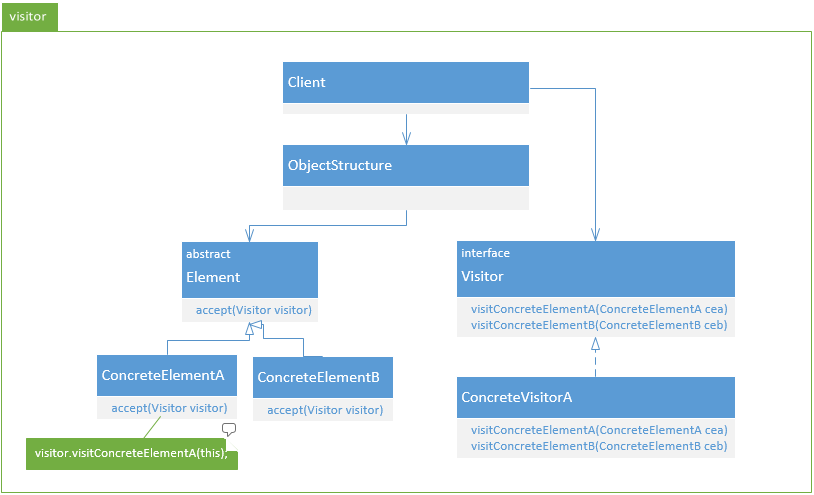 visitor
Client
ObjectStructure
abstract
Element
accept(Visitor visitor)
interface
Visitor
visitConcreteElementA(ConcreteElementA cea)
visitConcreteElementB(ConcreteElementB ceb)
ConcreteElementA
accept(Visitor visitor)
ConcreteElementB
accept(Visitor visitor)
ConcreteVisitorA
visitConcreteElementA(ConcreteElementA cea)
visitConcreteElementB(ConcreteElementB ceb)
visitor.visitConcreteElementA(this);